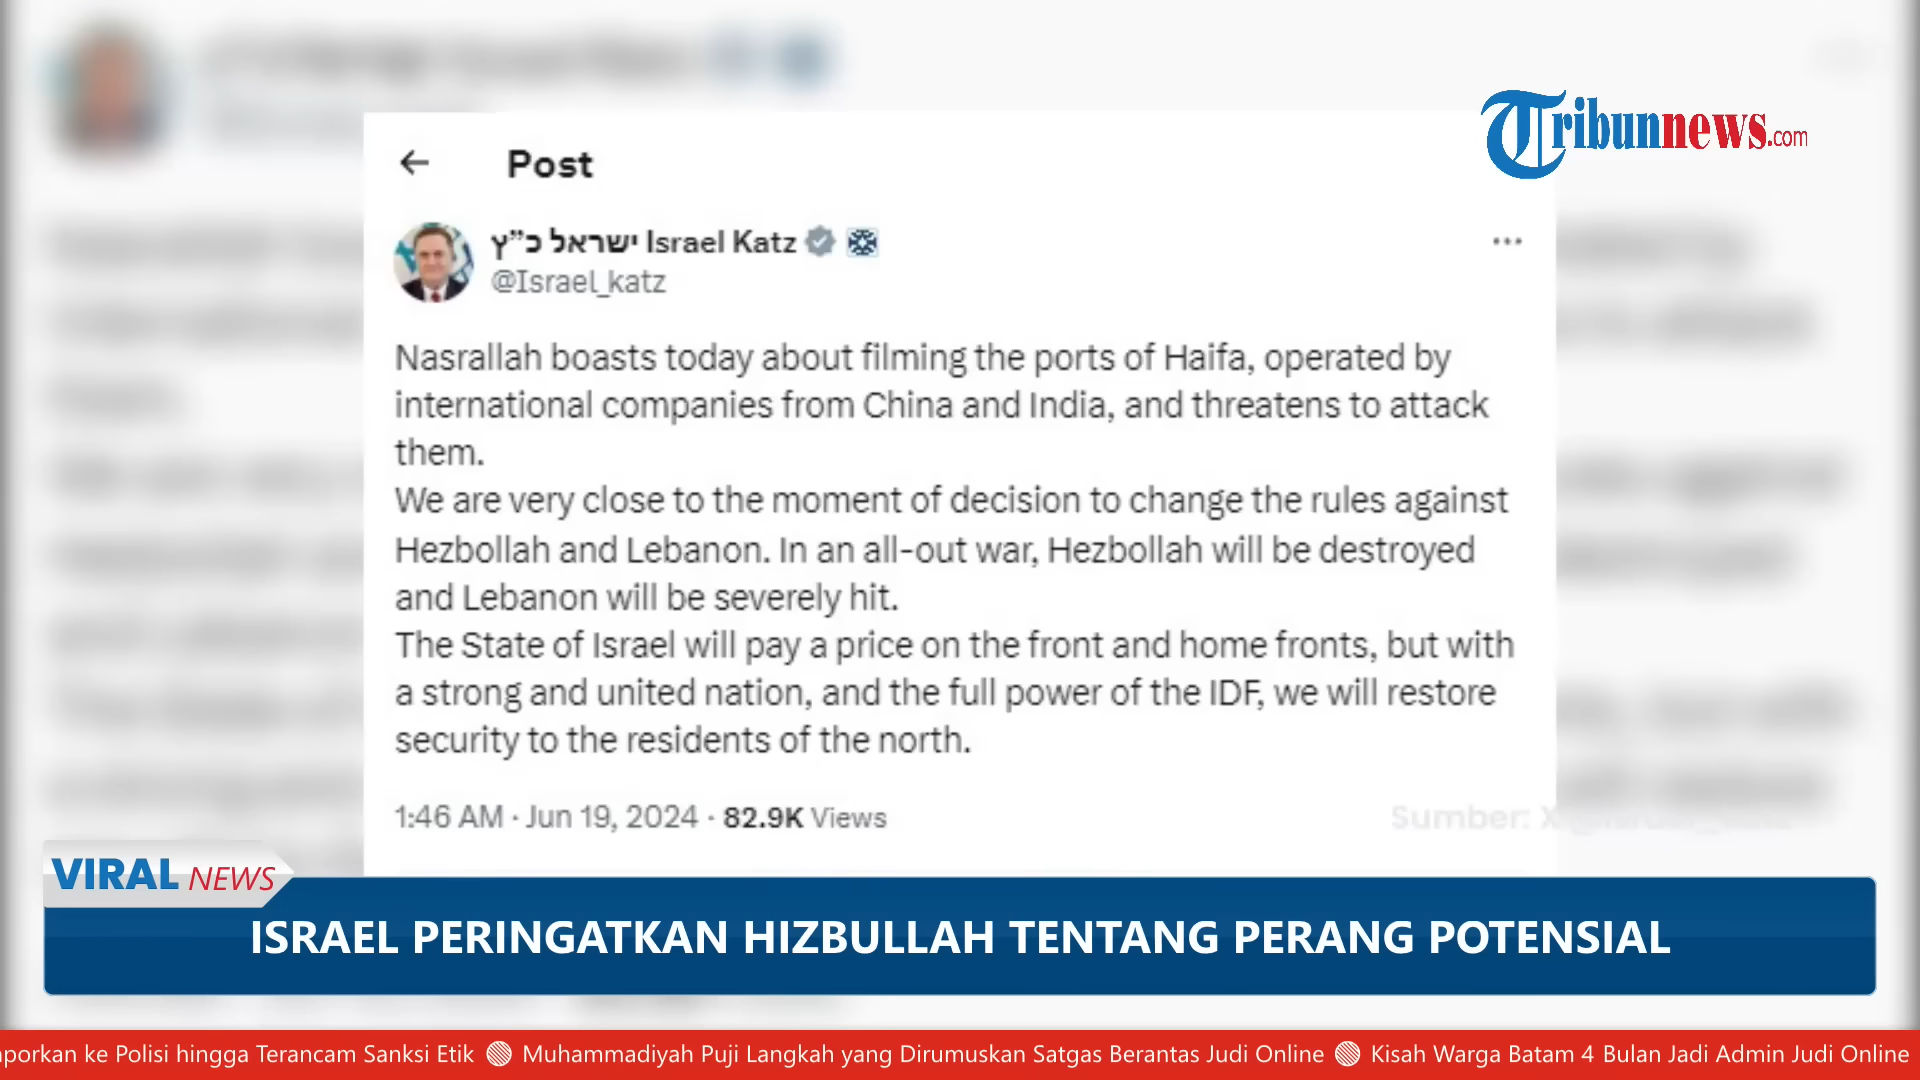 Tribunnews.com
Post
ישראל כ”ץ Israel Katz
@Israel_katz
Nasrallah boasts today about filming the ports of Haifa, operated by
international companies from China and India, and threatens to attack
them.
We are very close to the moment of decision to change the rules against
Hezbollah and Lebanon. In an all-out war, Hezbollah will be destroyed
and Lebanon will be severely hit.
The State of Israel will pay a price on the front and home fronts, but with
a strong and united nation, and the full power of the IDF, we will restore
security to the residents of the north.
1:46 AM · Jun 19, 2024 · 82.9K Views
Sumber: X
VIRAL NEWS
ISRAEL PERINGATKAN HIZBULLAH TENTANG PERANG POTENSIAL
ke Polisi hingga Terancam Sanksi Etik Muhammadiyah Puji Langkah yang Dirumuskan Satgas Berantas Judi Online Kisah Warga Batam 4 Bulan Jadi Admin Judi Online